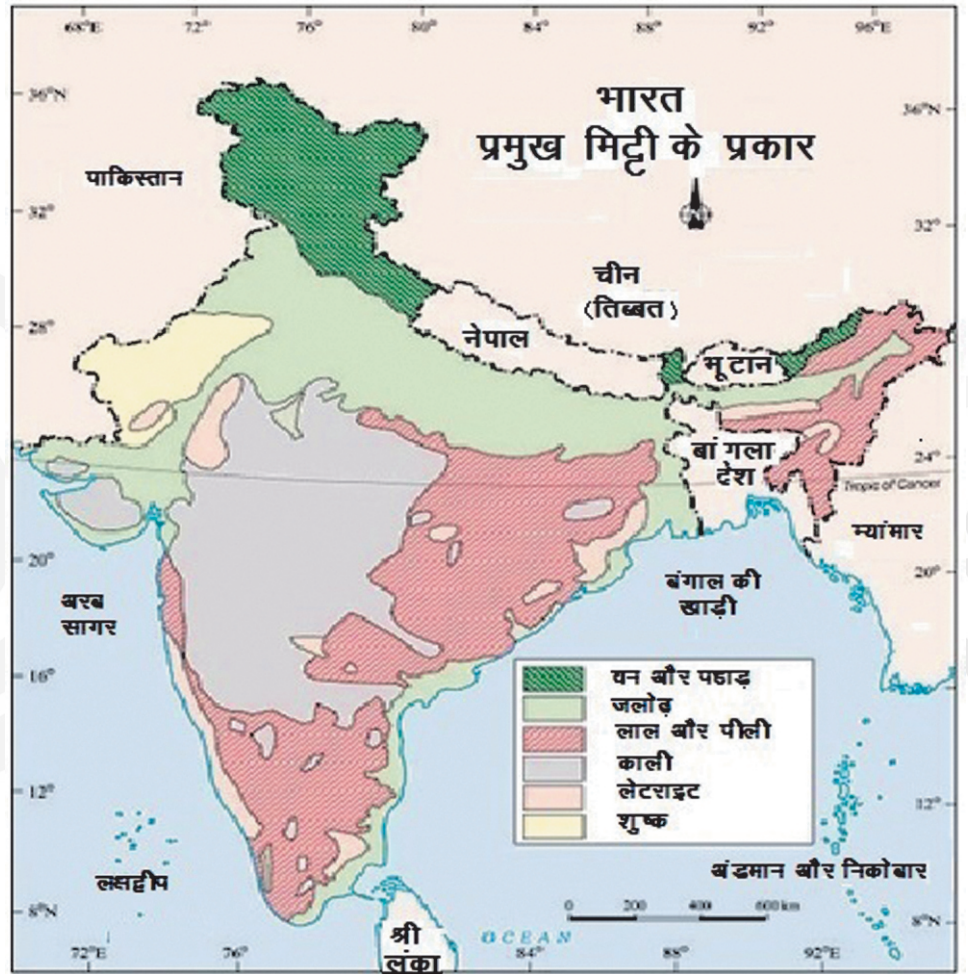 68°E 72° 76° 80° 84° 88° 92° 96°E
36°N
36°N
भारत
प्रमुख मिट्टी के प्रकार
पाकिस्तान
32°
32°
चीन
(तिब्बत)
28°
28°
नेपाल
भूटान
बांगला
देश
24°
24°
Tropic of Cancer
म्यांमार
20°
20°
अरब
सागर
बंगाल की
खाड़ी
16°
16°
वन और पहाड़
जलोढ़
लाल और पीली
काली
लेटराइट
शुष्क
12°
12°
लक्षद्वीप
अंडमान और निकोबार
8°N
8°N
0 200 400 600 km
श्री
लंका
OCEAN
72°E 76° 88° 92°E